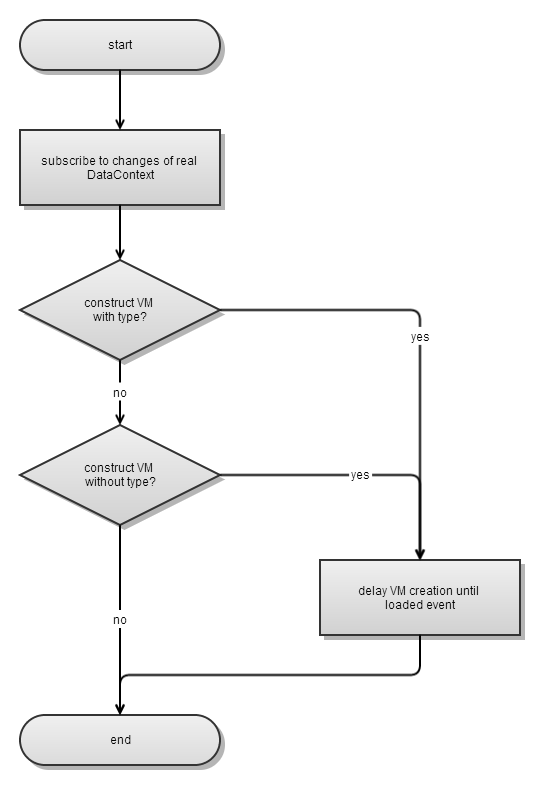 start
subscribe to changes of real
DataContext
construct VM
with type?
yes
no
construct VM
without type?
yes
delay VM creation until
loaded event
no
end